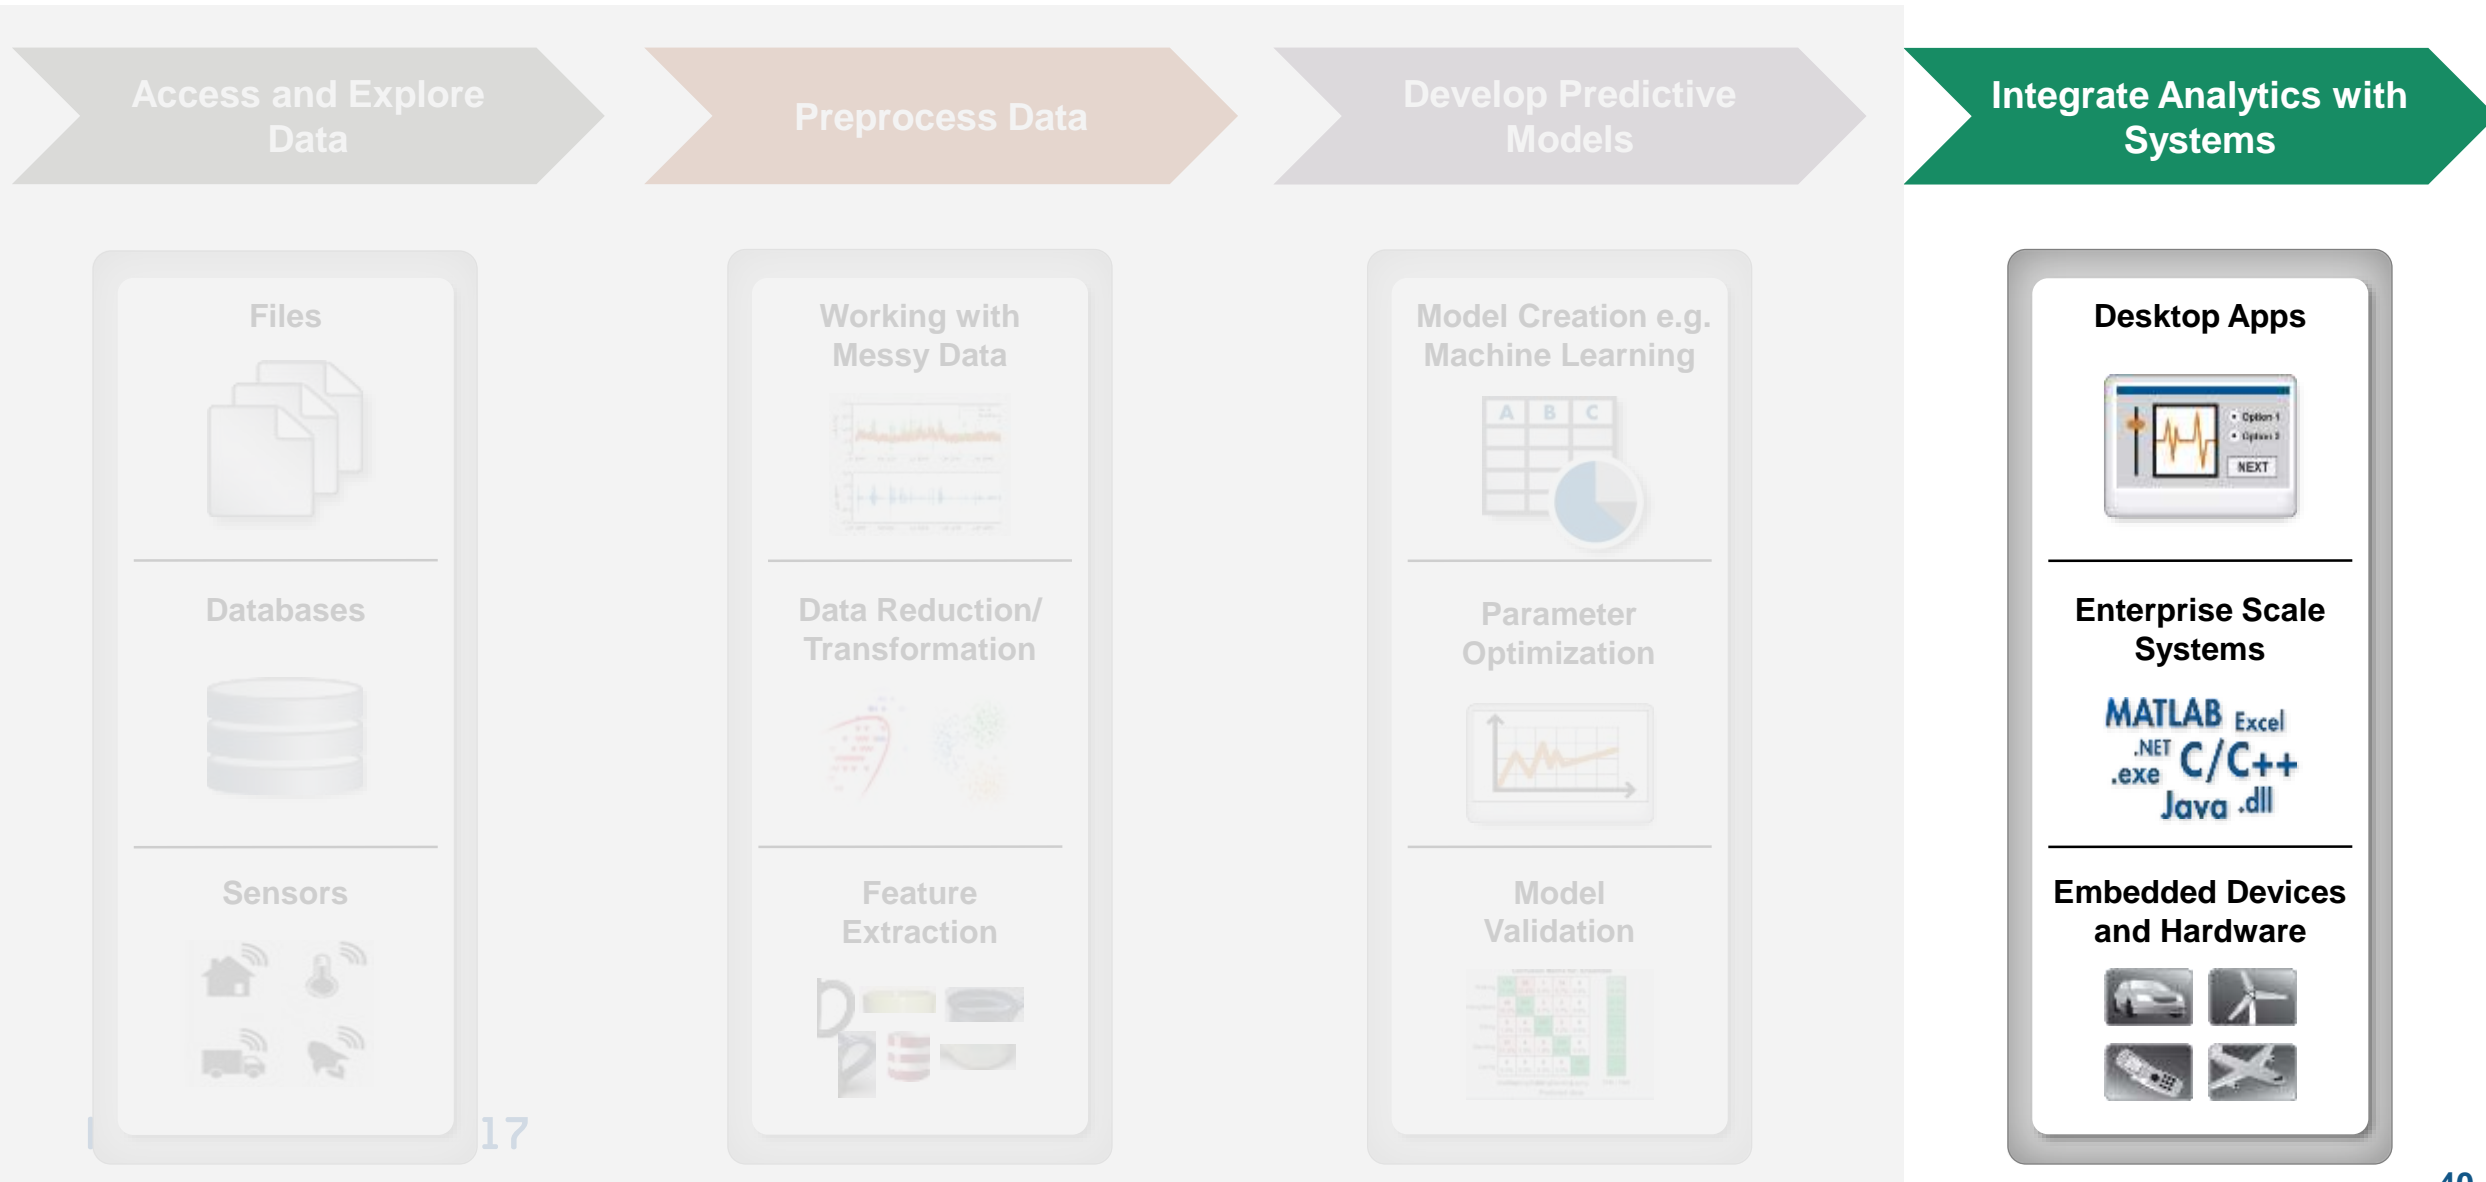 Access and Explore
Data
Preprocess Data
Develop Predictive
Models
Integrate Analytics with
Systems
Files
Databases
Sensors
Working with
Messy Data
Data Reduction/
Transformation
Feature
Extraction
Model Creation e.g.
Machine Learning
A B C
Parameter
Optimization
Model
Validation
Desktop Apps
Option 1
Option 2
NEXT
Enterprise Scale
Systems
MATLAB Excel
.NET C/C++
.exe
Java .dll
Embedded Devices
and Hardware
17